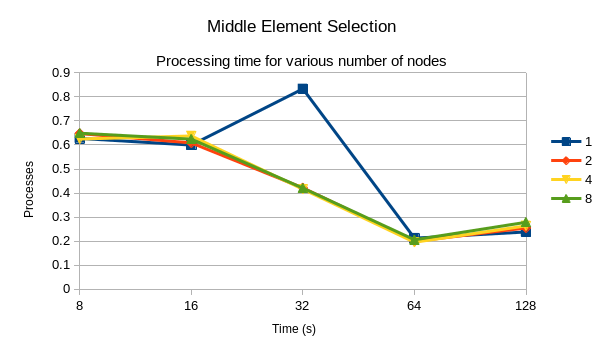 Middle Element Selection
Processing time for various number of nodes
0.9
0.8
0.7
0.6
0.5
0.4
0.3
0.2
0.1
0
Processes
8 16 32 64 128
Time (s)
1
2
4
8